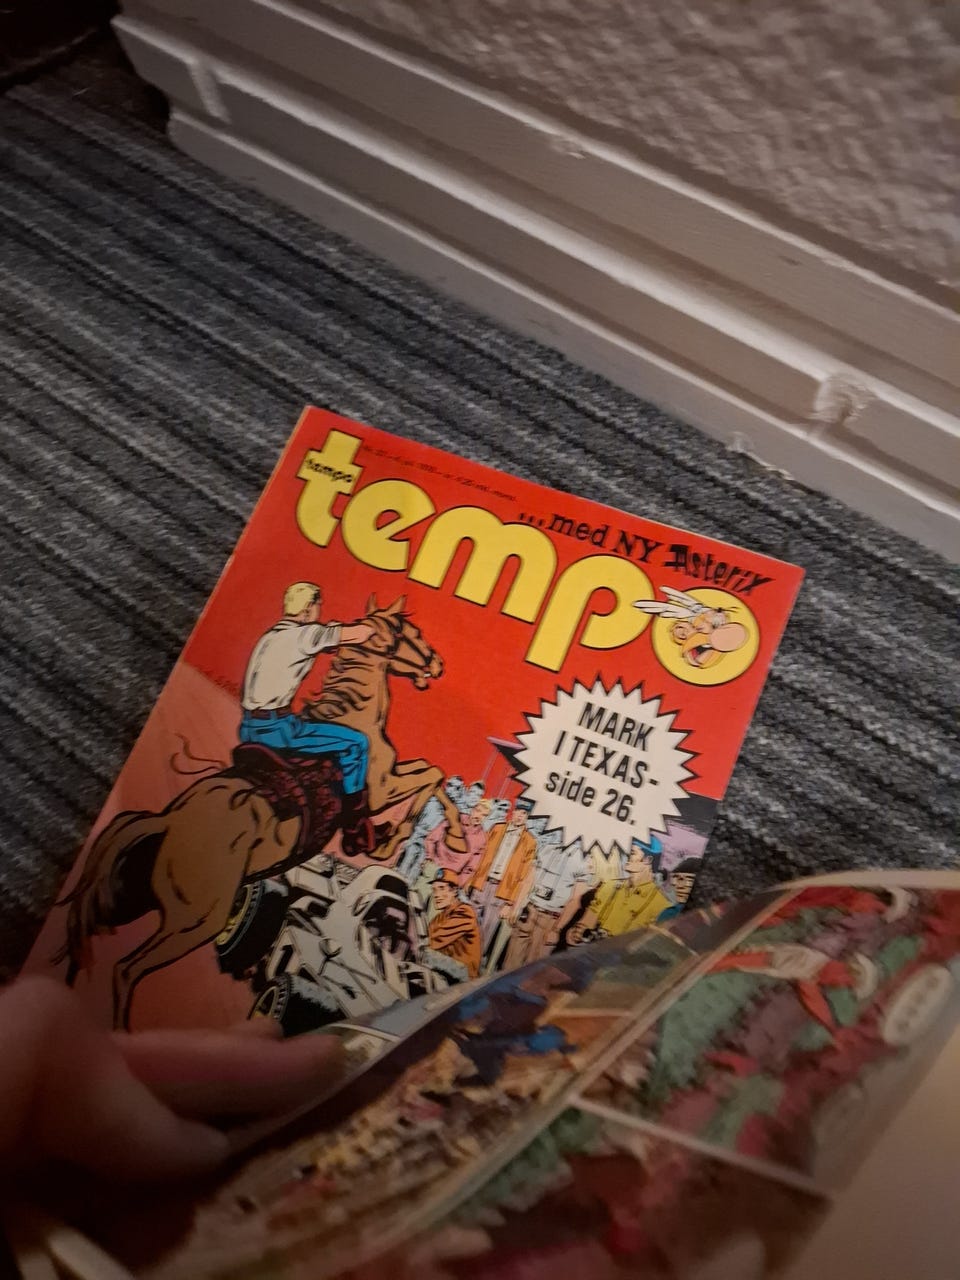 tempo
tempo
...med NY Asterix
MARK
I TEXAS-
side 26.